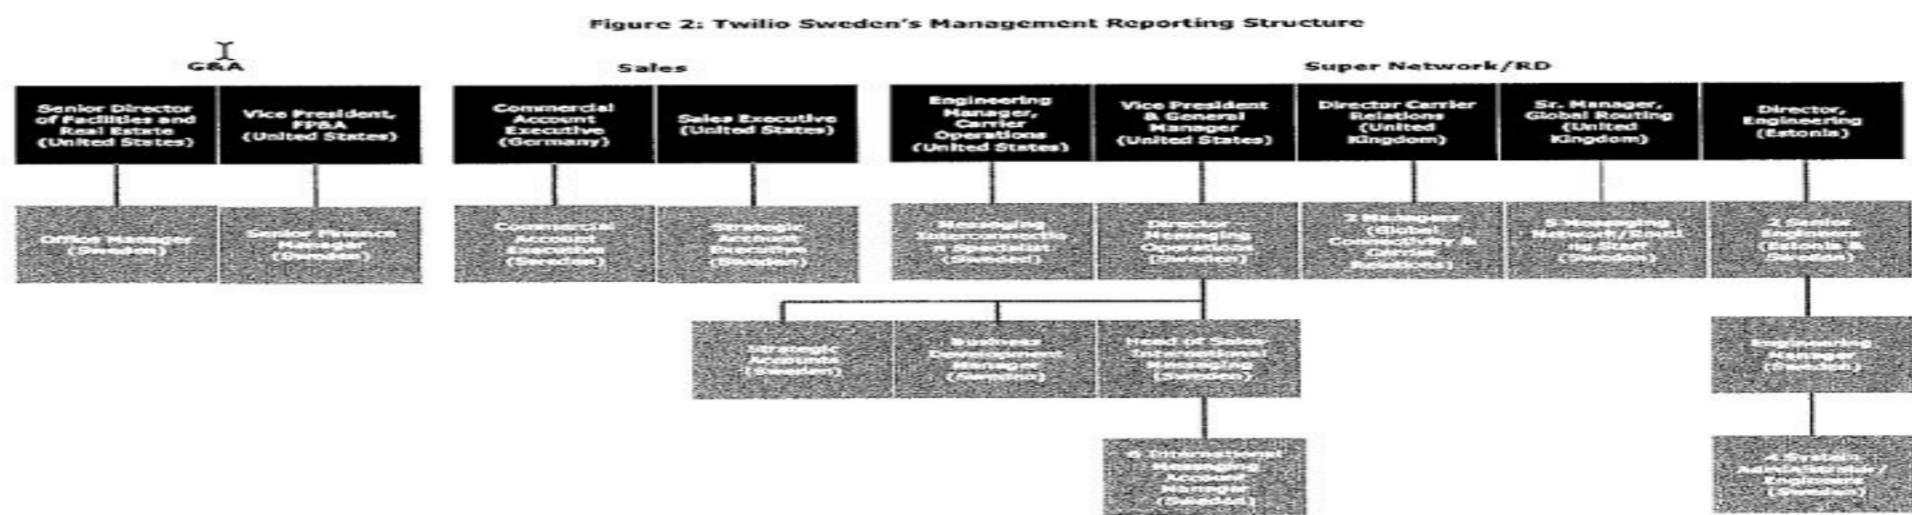 Figure 2: Twilio Sweden's Management Reporting Structure
G&A
Sales
Super Network/RD
Senior Director
of Facilities and
Real Estate
(United States)
Vice President,
FP&A
(United States)
Commercial
Account
Executive
(Germany)
Sales Executive
(United States)
Engineering
Manager,
Carrier
Operations
(United States)
Vice President
& General
Manager
(United States)
Director Carrier
Relations
(United
Kingdom)
Sr. Manager,
Global Routing
(United
Kingdom)
Director,
Engineering
(Estonia)
Office Manager
(Sweden)
Senior Finance
Manager
(Sweden)
Commercial
Account
Executive
(Sweden)
Strategic
Account
Executive
(Sweden)
Messaging
Interconnectio
n Specialist
(Sweden)
Director
Messaging
Operations
(Sweden)
Managers
(Global
Connectivity &
Carrier
Relations)
5 Messaging
Network/Routi
ng Staff
(Sweden)
2 Senior
Engineers
(Estonia &
Sweden)
Strategic
Accounts
(Sweden)
Business
Development
Manager
(Sweden)
Head of Sales
International
Messaging
(Sweden)
Engineering
Manager
(Sweden)
6 International
Messaging
Account
Manager
(Sweden)
4 System
Administrator/
Engineers
(Sweden)